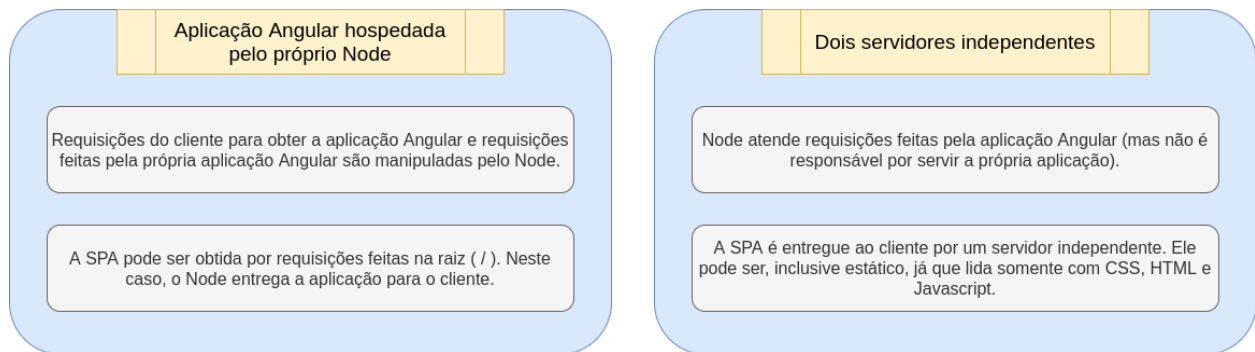 Aplicação Angular hospedada
pelo próprio Node
Requisições do cliente para obter a aplicação Angular e requisições
feitas pela própria aplicação Angular são manipuladas pelo Node.
A SPA pode ser obtida por requisições feitas na raiz ( / ). Neste
caso, o Node entrega a aplicação para o cliente.
Dois servidores independentes
Node atende requisições feitas pela aplicação Angular (mas não é
responsável por servir a própria aplicação).
A SPA é entregue ao cliente por um servidor independente. Ele
pode ser, inclusive estático, já que lida somente com CSS, HTML e
Javascript.